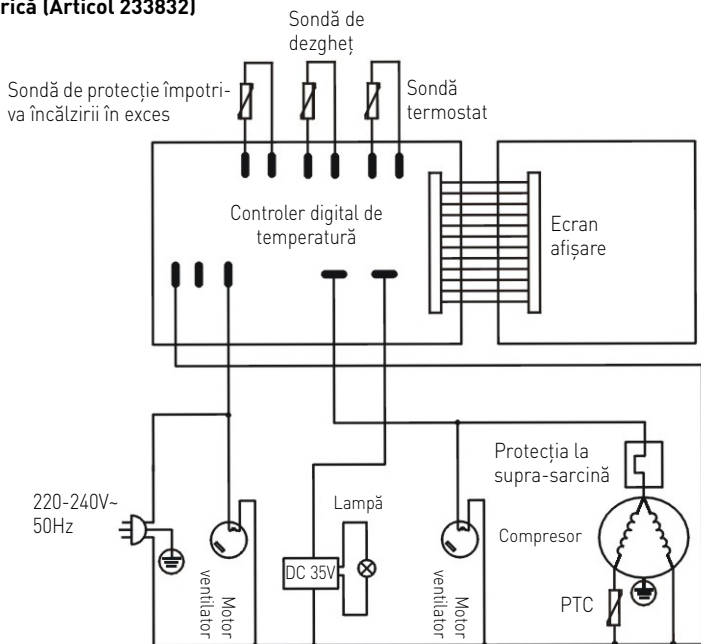 rică (Articol 233832)
Sondă de
dezgheț
Sondă de protecție împotri-
va încălzirii în exces
Sondă
termostat
Controler digital de
temperatură
Ecran
afișare
Protecția la
supra-sarcină
220-240V~
50Hz
Lampă
Compresor
DC 35V
Motor
ventilator
Motor
ventilator
PTC